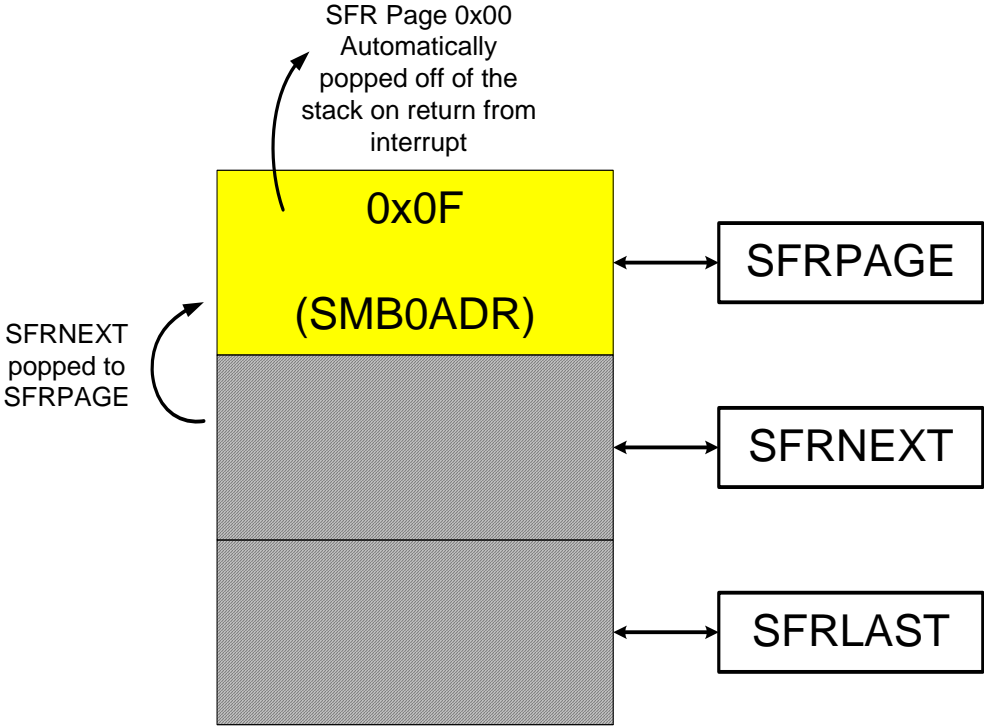 SFR Page 0x00
Automatically
popped off of the
stack on return from
interrupt
0x0F
(SMB0ADR)
SFRPAGE
SFRNEXT
popped to
SFRPAGE
SFRNEXT
SFRLAST